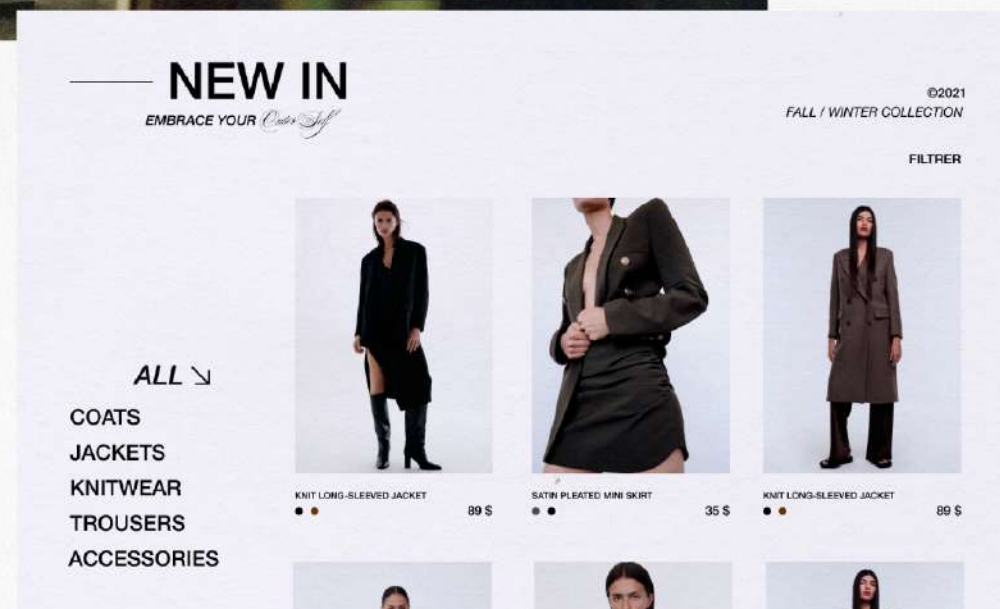 NEW IN
EMBRACE YOUR Outer Self
©2021
FALL / WINTER COLLECTION
FILTRER
ALL ↘
COATS
JACKETS
KNITWEAR
TROUSERS
ACCESSORIES
KNIT LONG-SLEEVED JACKET
89 $
SATIN PLEATED MINI SKIRT
35 $
KNIT LONG-SLEEVED JACKET
89 $